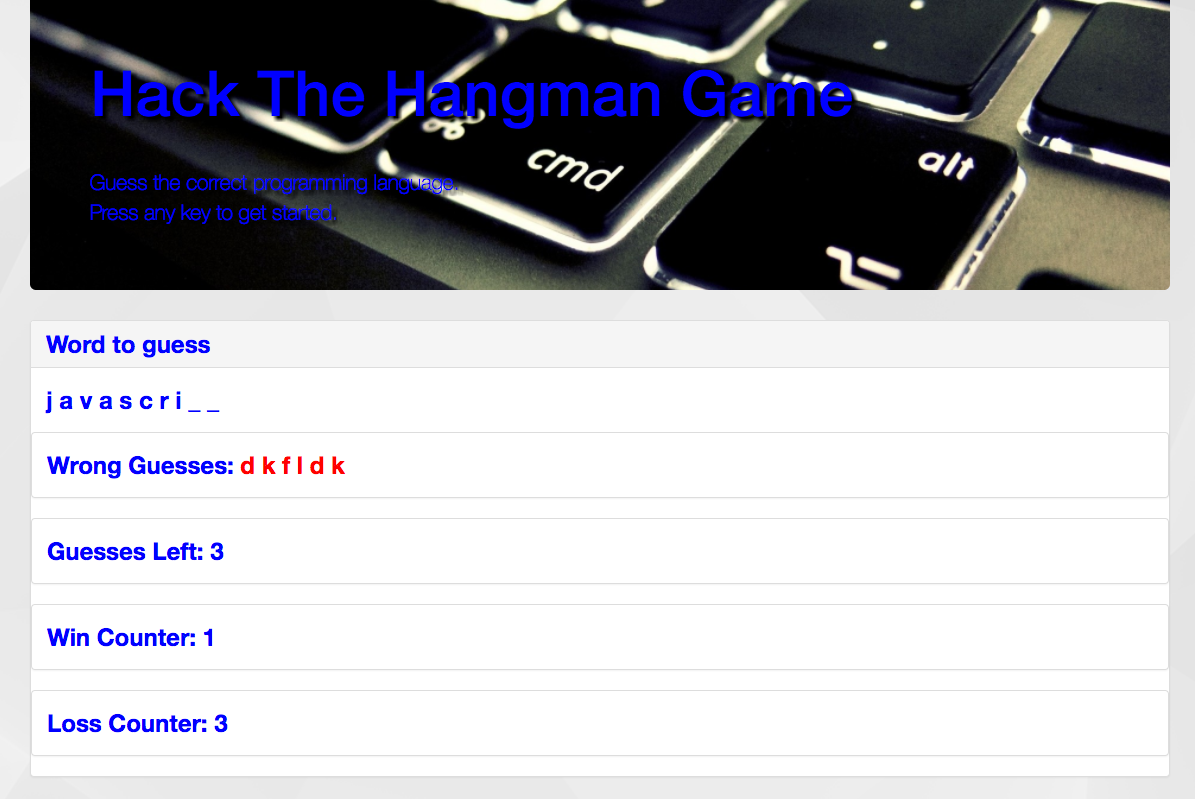 Hack The Hangman Game
⌘
cmd
alt
⌥
Guess the correct programming language.
Press any key to get started.
Word to guess
j a v a s c r i _ _
Wrong Guesses: d k f l d k
Guesses Left: 3
Win Counter: 1
Loss Counter: 3